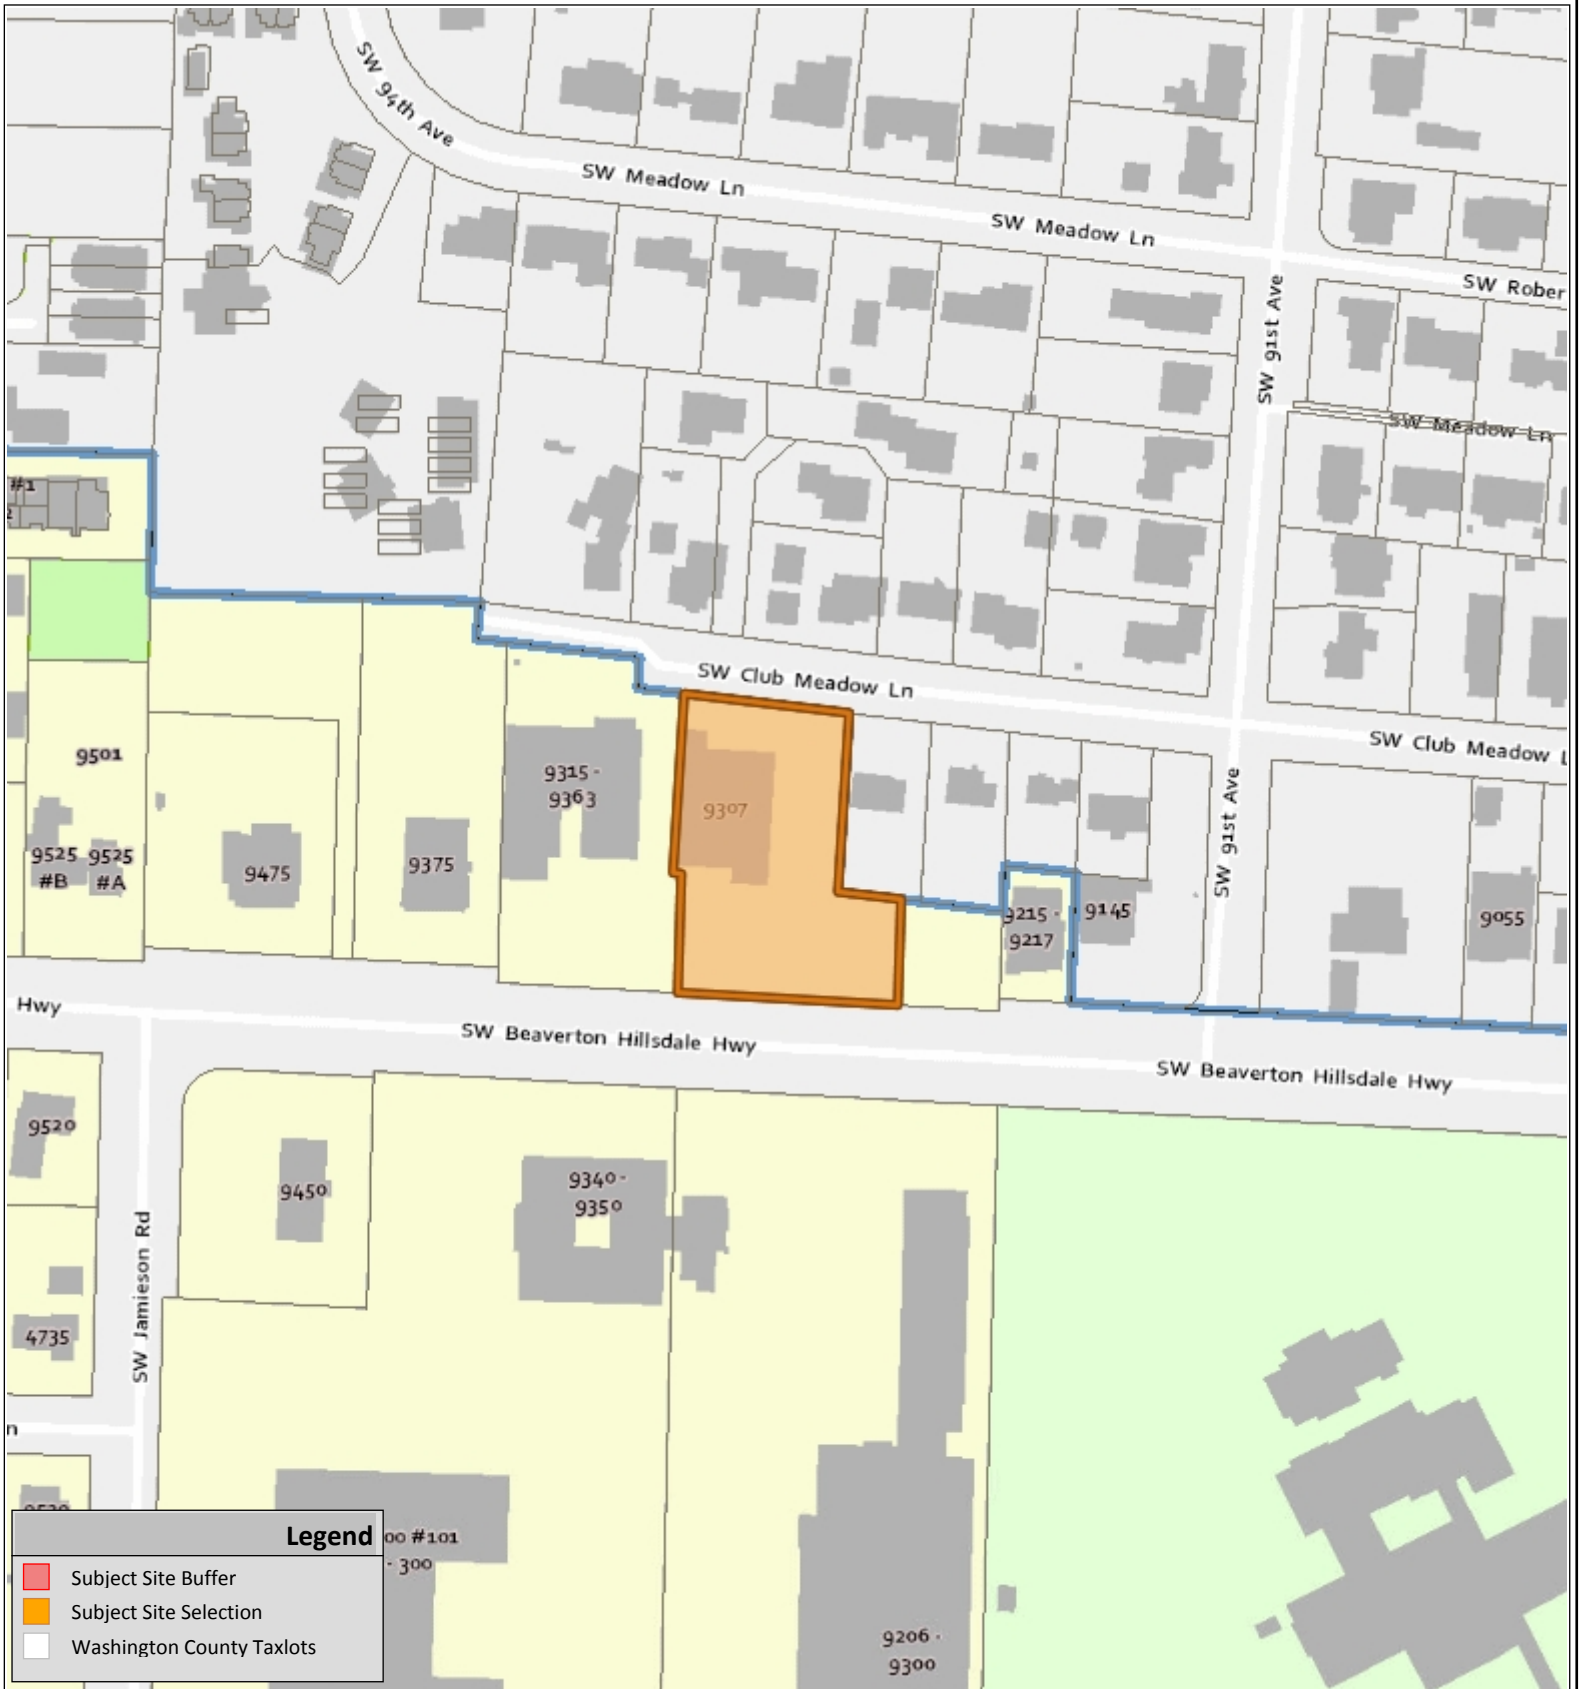 SW 94th Ave
SW Meadow Ln
SW Meadow Ln
SW Rober
SW 91st Ave
SW Meadow Ln
#1
2
SW Club Meadow Ln
SW Club Meadow L
9501
9315 -
9363
9307
SW 91st Ave
9525
#B
9525
#A
9475
9375
9215 -
9217
9145
9055
Hwy
SW Beaverton Hillsdale Hwy
SW Beaverton Hillsdale Hwy
9520
9450
9340 -
9350
SW Jamieson Rd
4735
n
Legend
Subject Site Buffer
Subject Site Selection
Washington County Taxlots
00 #101
- 300
9206 -
9300